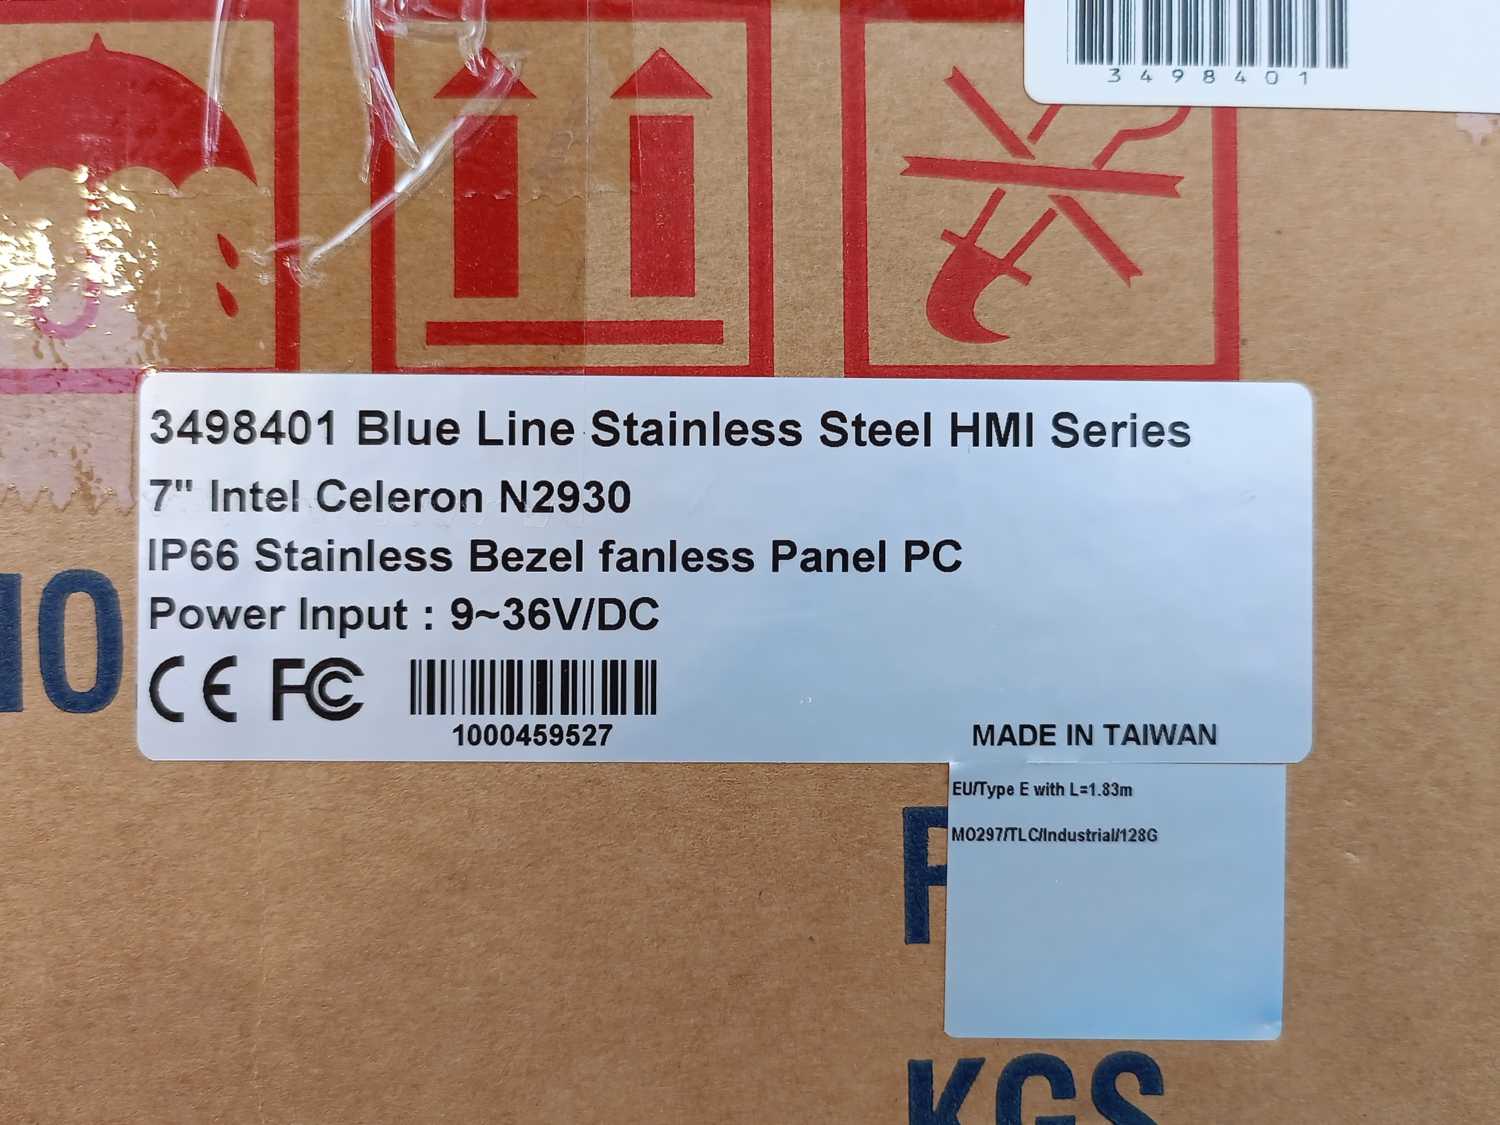 3498401
3498401 Blue Line Stainless Steel HMI Series
7" Intel Celeron N2930
IP66 Stainless Bezel fanless Panel PC
Power Input : 9~36V/DC
CE FC
1000459527
MADE IN TAIWAN
EU/Type E with L=1.83m
MO297/TLC/Industrial/128G
KGS